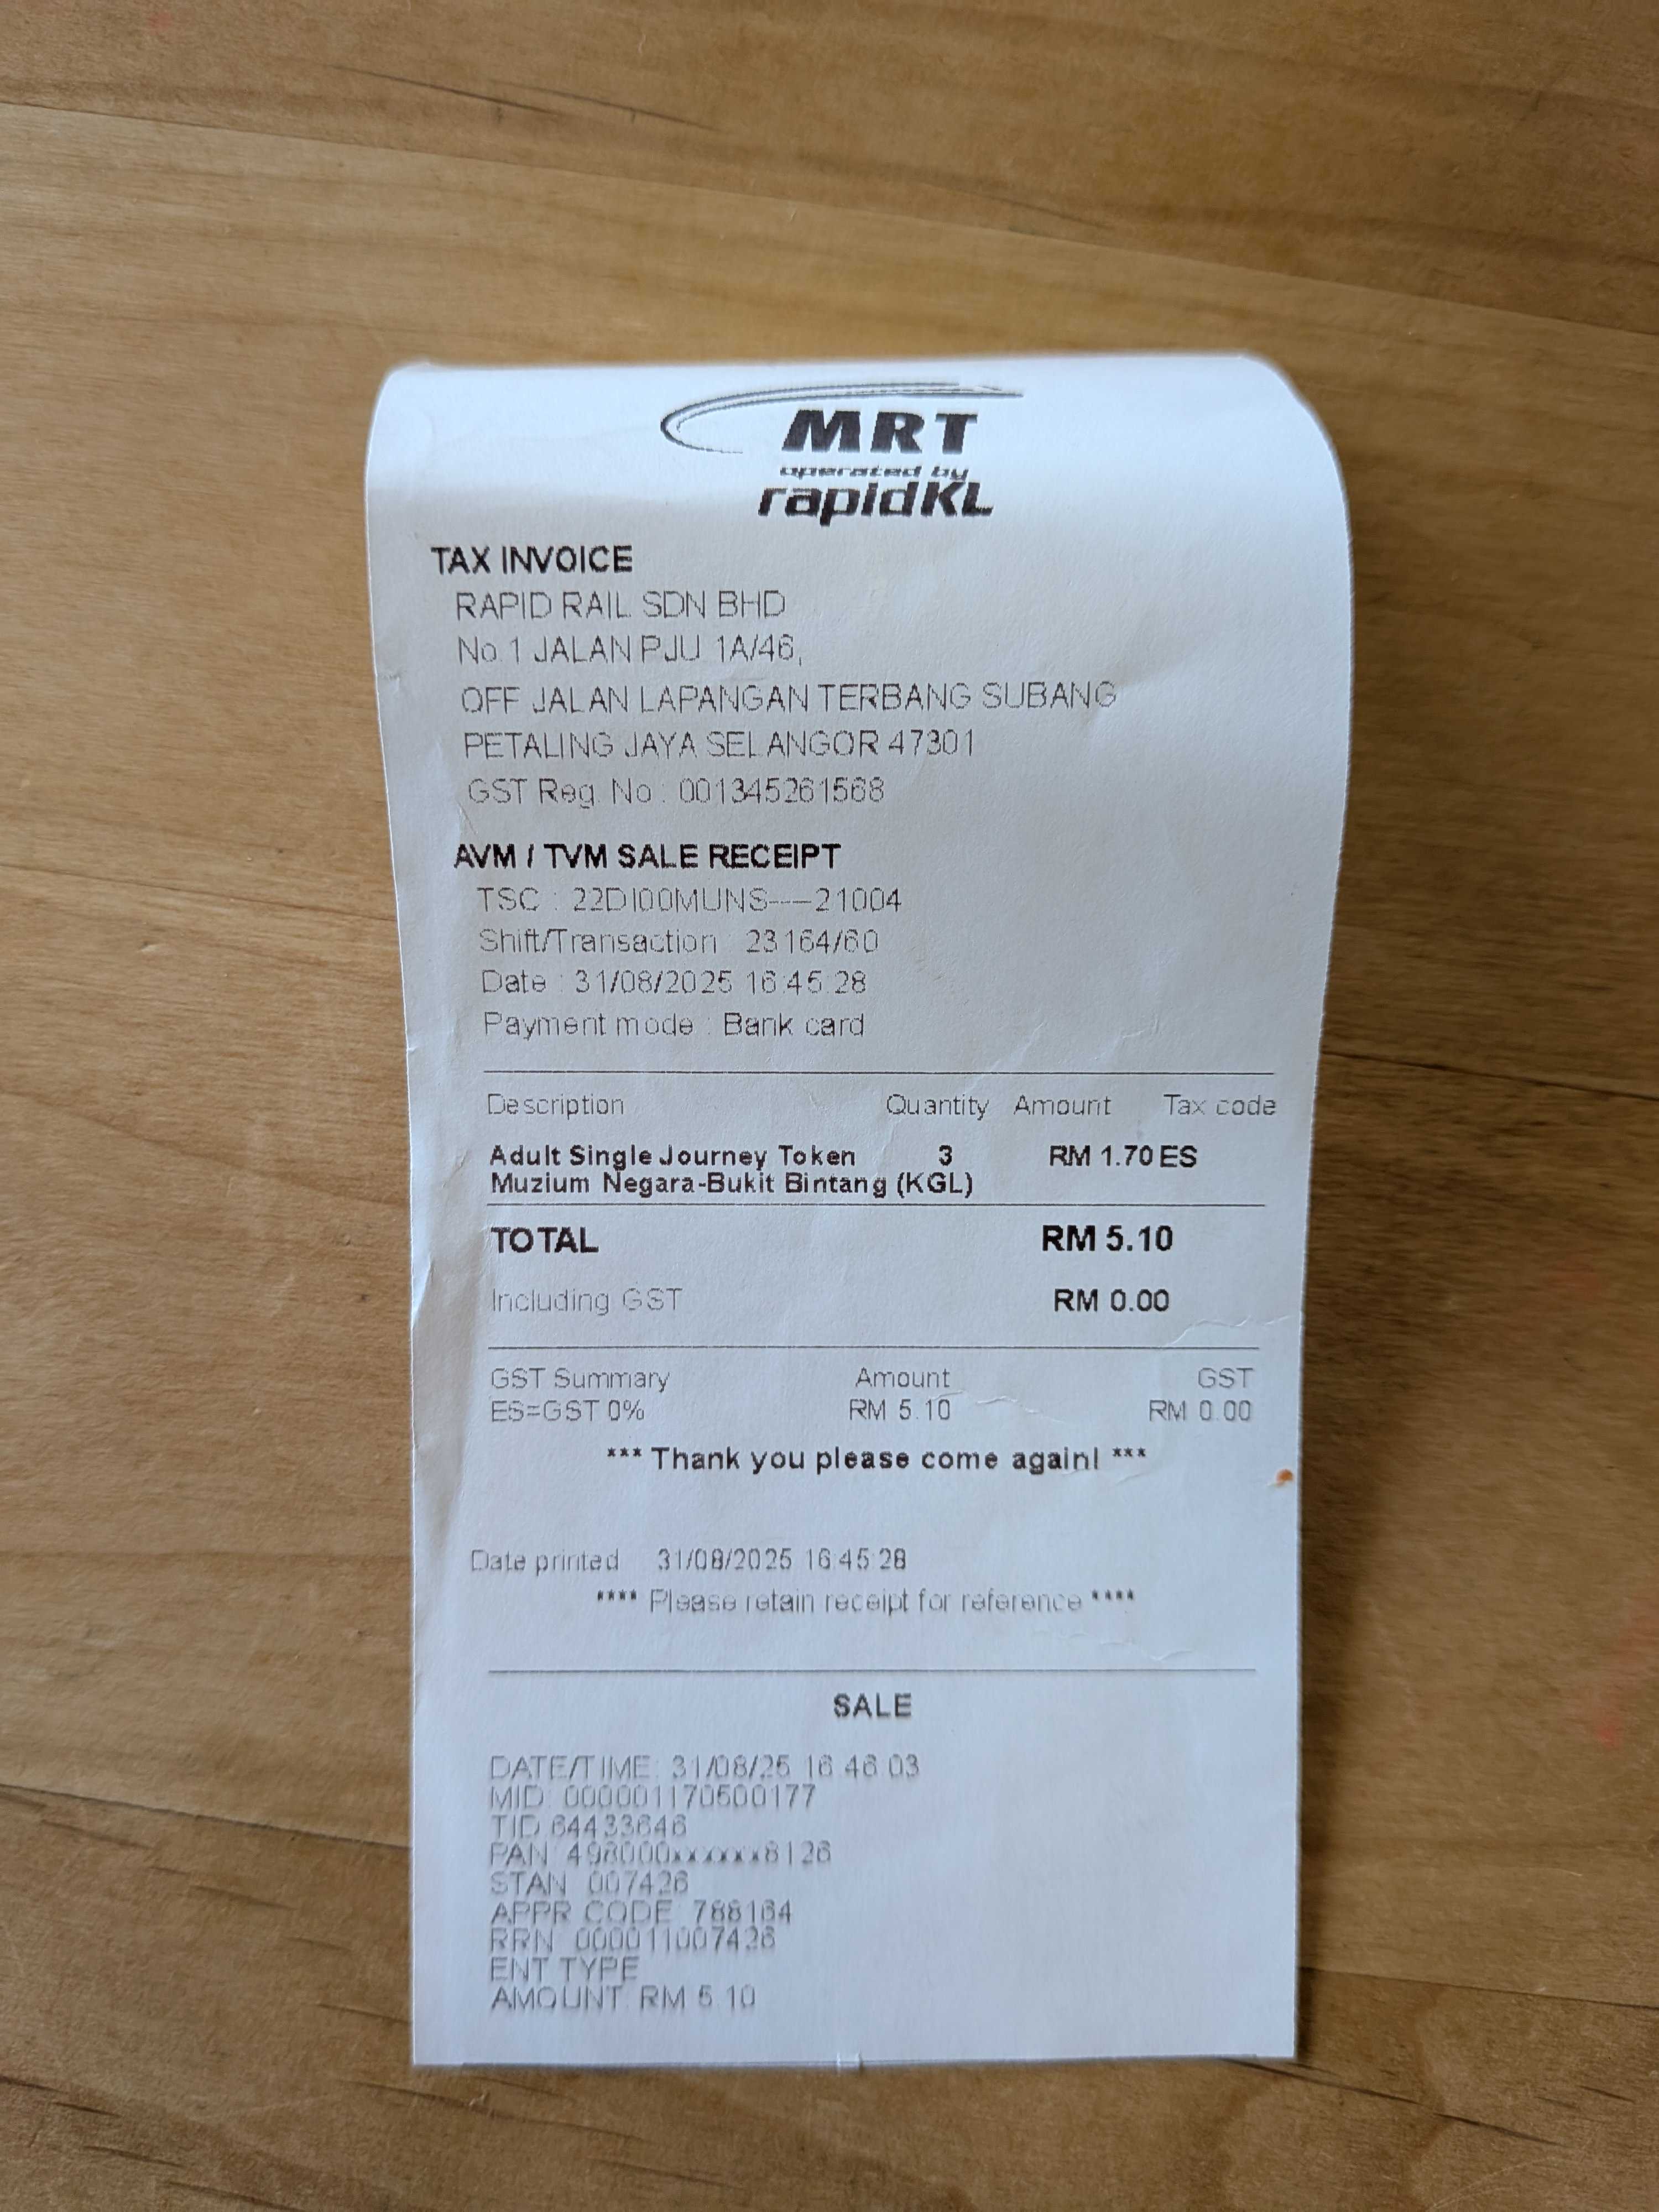 MRT
operated by
rapidKL
TAX INVOICE
RAPID RAIL SDN BHD
No 1 JALAN PJU 1A/46,
OFF JALAN LAPANGAN TERBANG SUBANG
PETALING JAYA SELANGOR 47301
GST Reg. No : 001345261568
AVM / TVM SALE RECEIPT
TSC : 22DI00MUNS----21004
Shift/Transaction : 23164/60
Date : 31/08/2025 16:45:28
Payment mode : Bank card
Description Quantity Amount Tax code
Adult Single Journey Token 3 RM 1.70 ES
Muzium Negara-Bukit Bintang (KGL)
TOTAL RM 5.10
Including GST RM 0.00
GST Summary Amount GST
ES=GST 0% RM 5.10 RM 0.00
*** Thank you please come again! ***
Date printed 31/08/2025 16:45:28
**** Please retain receipt for reference ****
SALE
DATE/TIME: 31/08/25 16:46:03
MID: 000001170500177
TID 64433646
PAN: 498000xxxxxx8126
STAN: 007426
APPR CODE: 788164
RRN: 000011007426
ENT TYPE
AMOUNT: RM 5.10